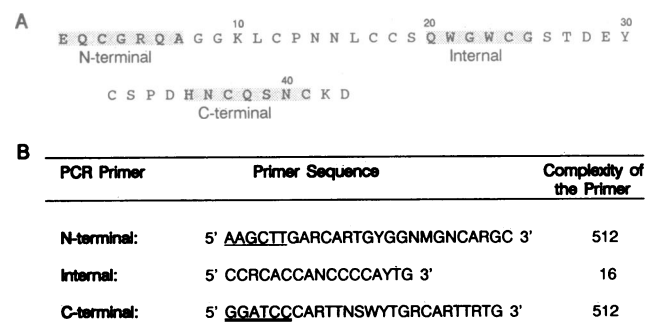 A
10 20 30
E Q C G R Q A G G K L C P N N L C C S Q W G W C G S T D E Y
N-terminal Internal
40
C S P D H N C Q S N C K D
C-terminal
B
PCR Primer Primer Sequence Complexity of the Primer
N-terminal: 5' AAGCTTGARCARTGYGGNMGNCARGC 3' 512
Internal: 5' CCRCACCANCCCCAYTG 3' 16
C-terminal: 5' GGATCCCARTTNSWYTGRCARTTRTG 3' 512